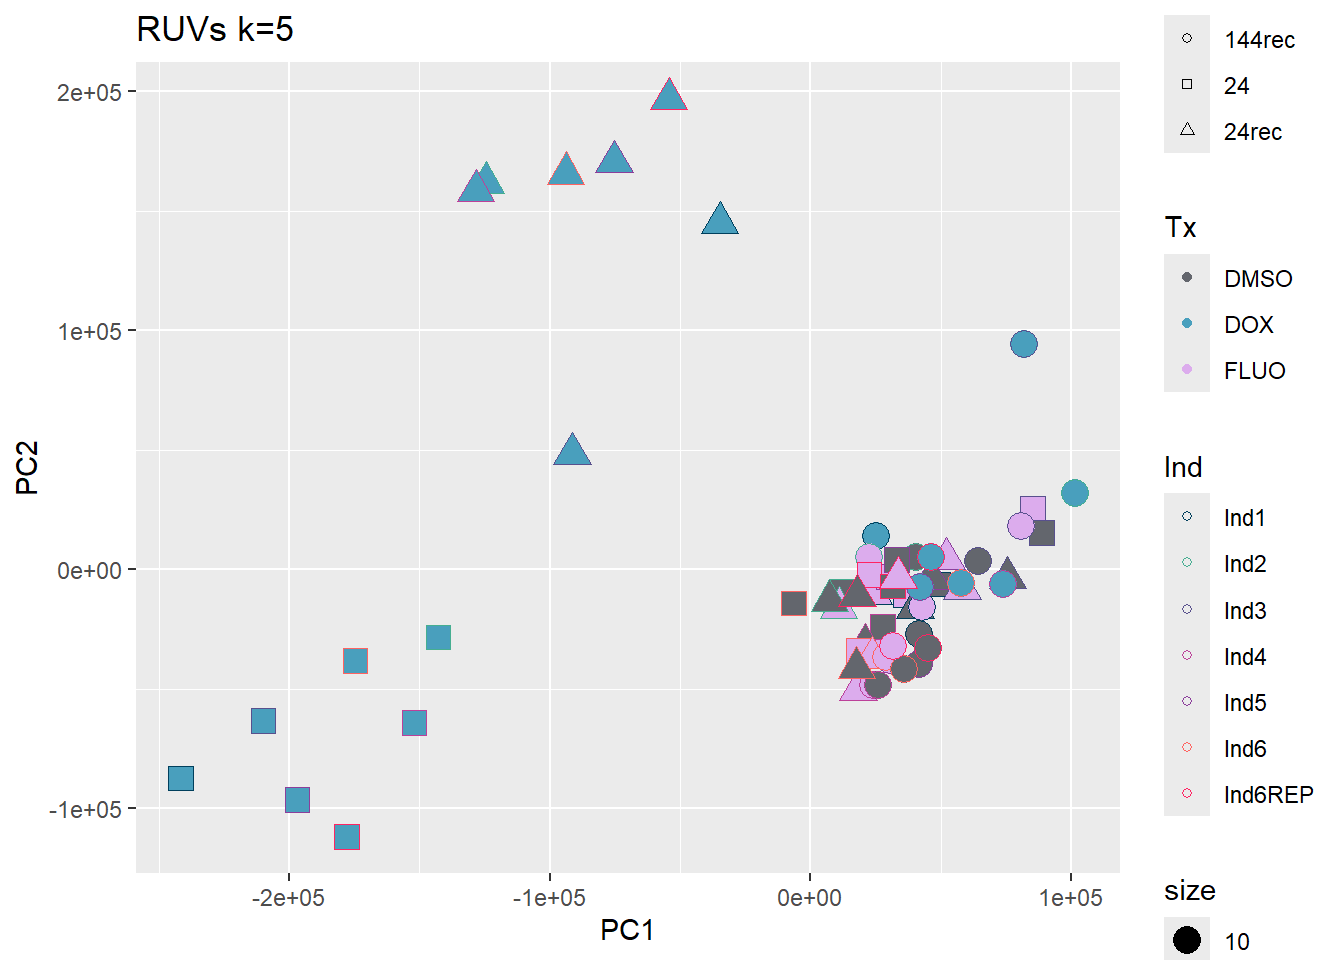 RUVs k=5
2e+05
1e+05
0e+00
-1e+05
PC2
-2e+05
-1e+05
0e+00
1e+05
PC1
144rec
24
24rec
Tx
DMSO
DOX
FLUO
Ind
Ind1
Ind2
Ind3
Ind4
Ind5
Ind6
Ind6REP
size
10